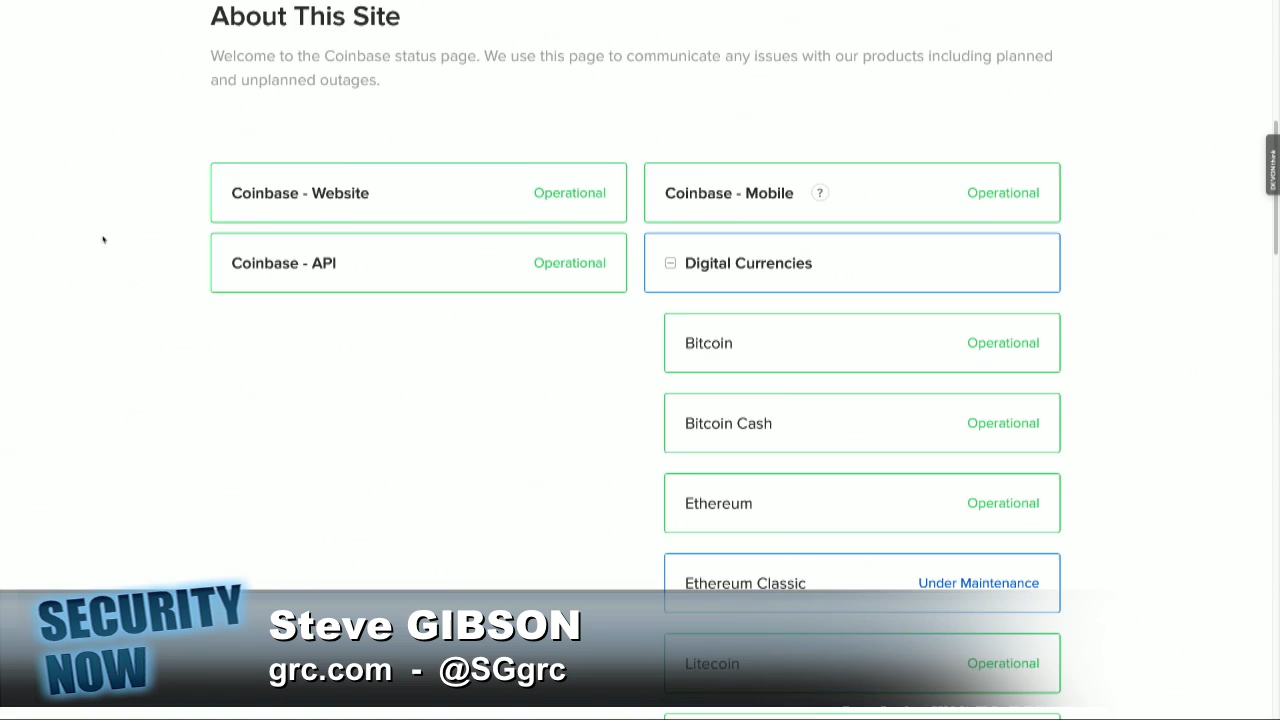 About This Site
Welcome to the Coinbase status page. We use this page to communicate any issues with our products including planned
and unplanned outages.
Coinbase - Website Operational
Coinbase - Mobile ? Operational
Coinbase - API Operational
Digital Currencies
Bitcoin Operational
Bitcoin Cash Operational
Ethereum Operational
Ethereum Classic Under Maintenance
Litecoin Operational
SECURITY
NOW
Steve GIBSON
grc.com - @SGgrc